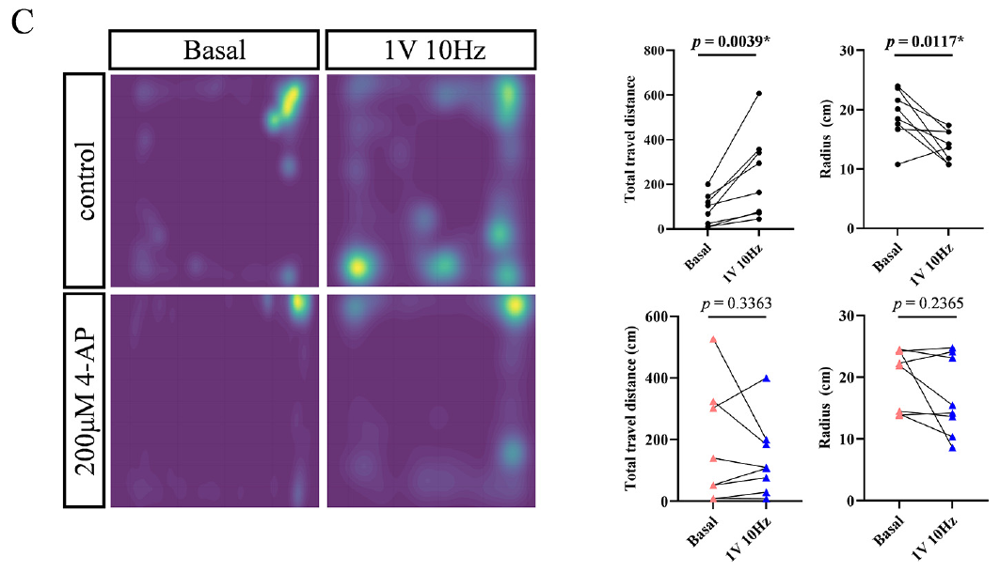 C
Basal
1V 10Hz
control
200μM 4-AP
p = 0.0039*
Total travel distance
800
600
400
200
0
Basal
1V 10Hz
p = 0.0117*
Radius (cm)
30
20
10
0
Basal
1V 10Hz
p = 0.3363
Total travel distance (cm)
600
400
200
0
Basal
1V 10Hz
p = 0.2365
Radius (cm)
30
20
10
0
Basal
1V 10Hz